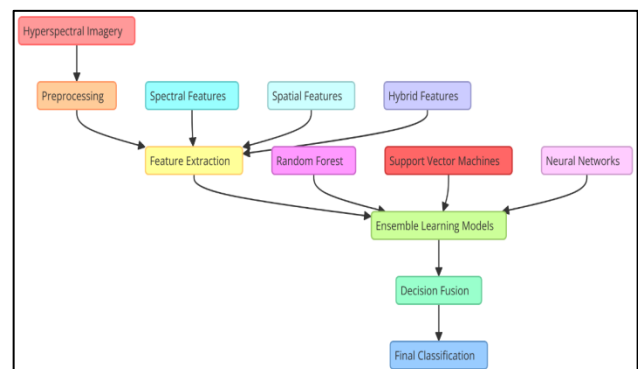 Hyperspectral Imagery
Preprocessing
Spectral Features
Spatial Features
Hybrid Features
Feature Extraction
Random Forest
Support Vector Machines
Neural Networks
Ensemble Learning Models
Decision Fusion
Final Classification